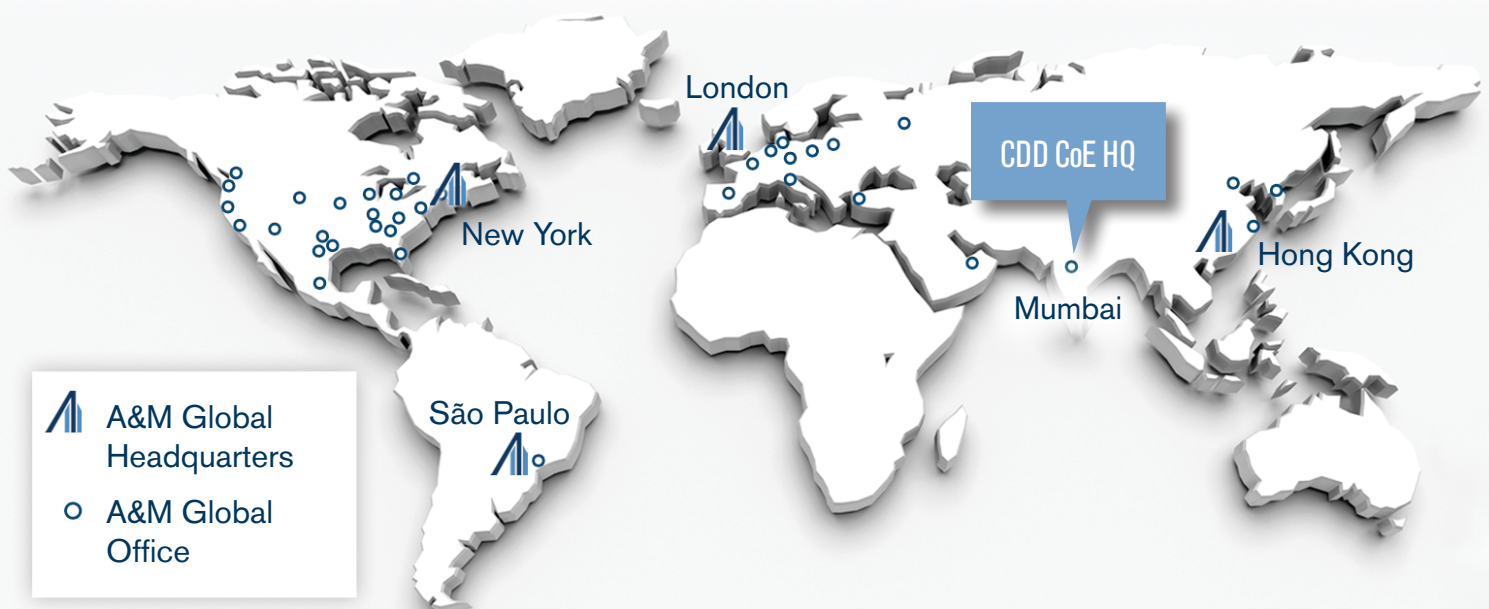 London
CDD CoE HQ
New York
Hong Kong
Mumbai
São Paulo
A&M Global
Headquarters
A&M Global
Office